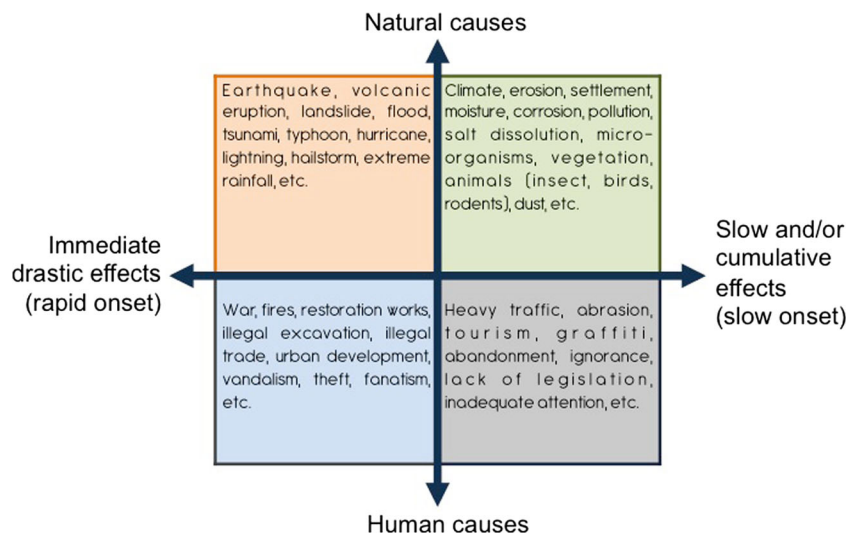 Natural causes
Earthquake, volcanic
eruption, landslide, flood,
tsunami, typhoon, hurricane,
lightning, hailstorm, extreme
rainfall, etc.
Climate, erosion, settlement,
moisture, corrosion, pollution,
salt dissolution, micro-
organisms, vegetation,
animals (insect, birds,
rodents), dust, etc.
Immediate
drastic effects
(rapid onset)
Slow and/or
cumulative
effects
(slow onset)
War, fires, restoration works,
illegal excavation, illegal
trade, urban development,
vandalism, theft, fanatism,
etc.
Heavy traffic, abrasion,
tourism, graffiti,
abandonment, ignorance,
lack of legislation,
inadequate attention, etc.
Human causes